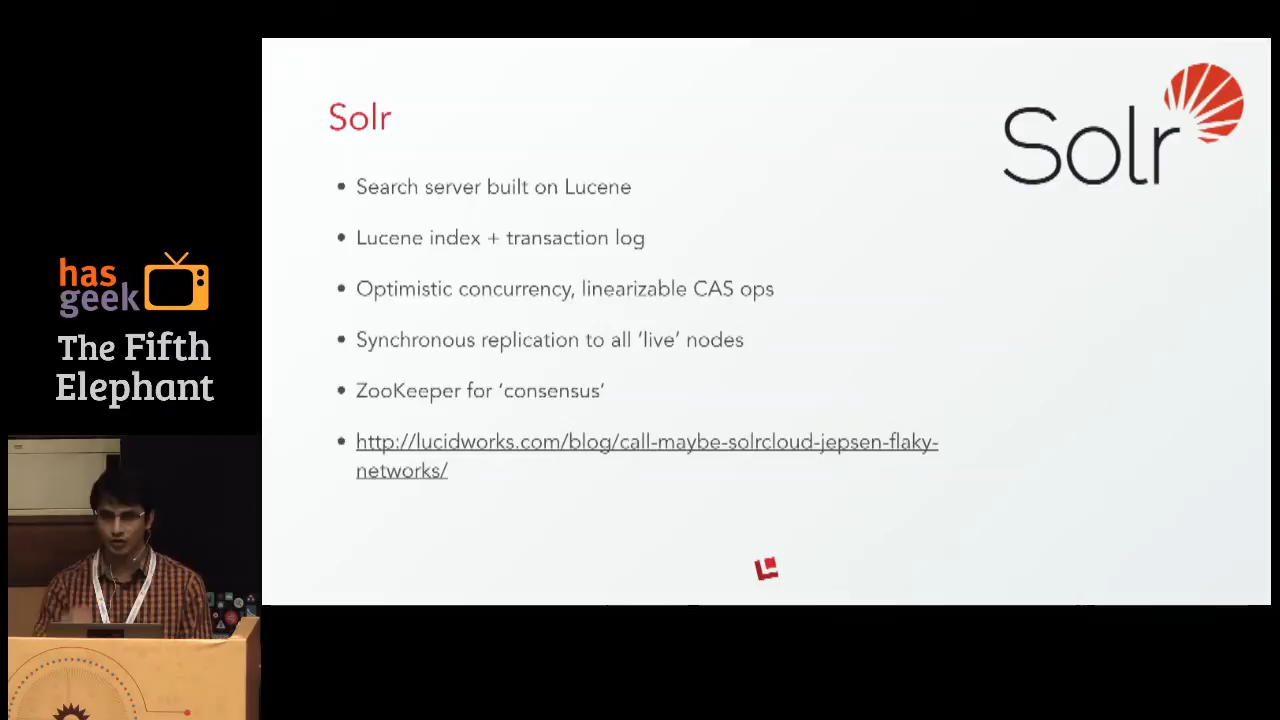 Solr
Solr
• Search server built on Lucene
• Lucene index + transaction log
• Optimistic concurrency, linearizable CAS ops
• Synchronous replication to all ‘live’ nodes
• ZooKeeper for ‘consensus’
• http://lucidworks.com/blog/call-maybe-solrcloud-jepsen-flaky-
networks/
has
geek
The Fifth
Elephant